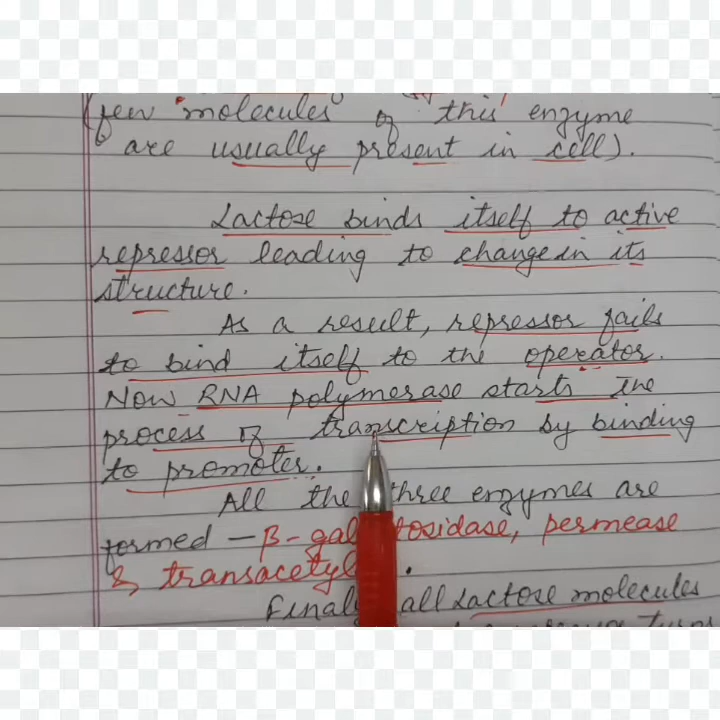 (few molecules of this enzyme
are usually present in cell).
Lactose binds itself to active
repressor leading to change in its
structure.
As a result, repressor fails
to bind itself to the operator.
Now RNA polymerase starts the
process of transcription by binding
to promoter.
All the three enzymes are
formed – β-gal tosidase, permease
& transacetyl .
Finally all Lactose molecules